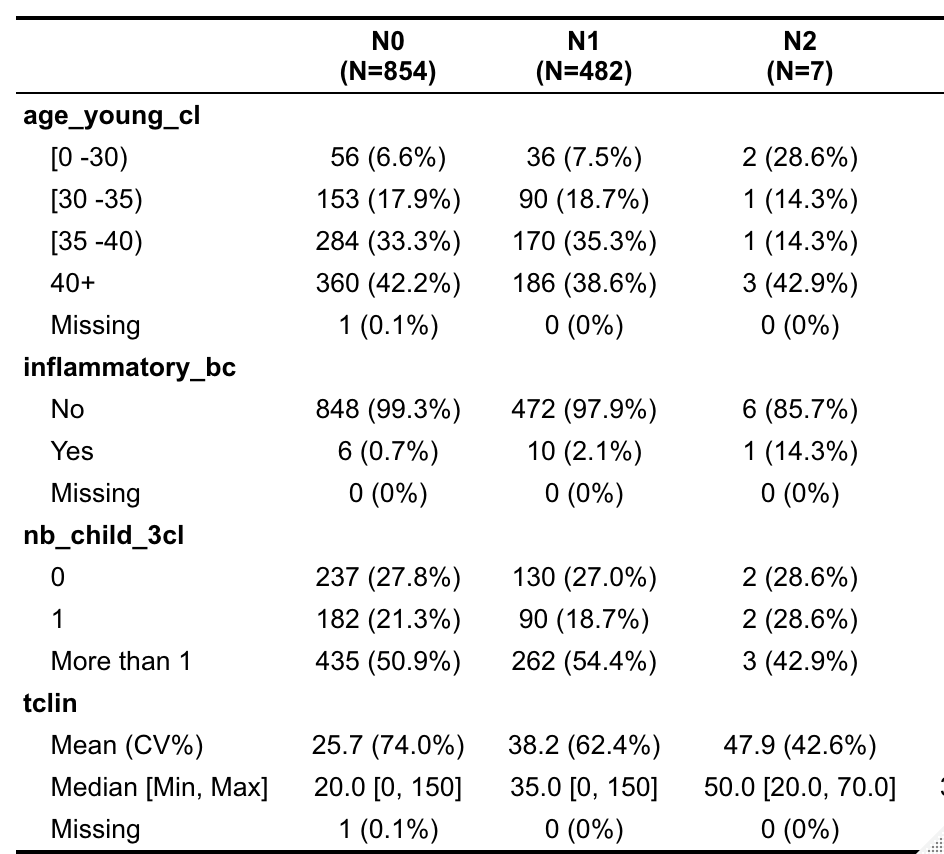 N0 N1 N2
(N=854) (N=482) (N=7)
age_young_cl
[0 -30) 56 (6.6%) 36 (7.5%) 2 (28.6%)
[30 -35) 153 (17.9%) 90 (18.7%) 1 (14.3%)
[35 -40) 284 (33.3%) 170 (35.3%) 1 (14.3%)
40+ 360 (42.2%) 186 (38.6%) 3 (42.9%)
Missing 1 (0.1%) 0 (0%) 0 (0%)
inflammatory_bc
No 848 (99.3%) 472 (97.9%) 6 (85.7%)
Yes 6 (0.7%) 10 (2.1%) 1 (14.3%)
Missing 0 (0%) 0 (0%) 0 (0%)
nb_child_3cl
0 237 (27.8%) 130 (27.0%) 2 (28.6%)
1 182 (21.3%) 90 (18.7%) 2 (28.6%)
More than 1 435 (50.9%) 262 (54.4%) 3 (42.9%)
tclin
Mean (CV%) 25.7 (74.0%) 38.2 (62.4%) 47.9 (42.6%)
Median [Min, Max] 20.0 [0, 150] 35.0 [0, 150] 50.0 [20.0, 70.0]
Missing 1 (0.1%) 0 (0%) 0 (0%)